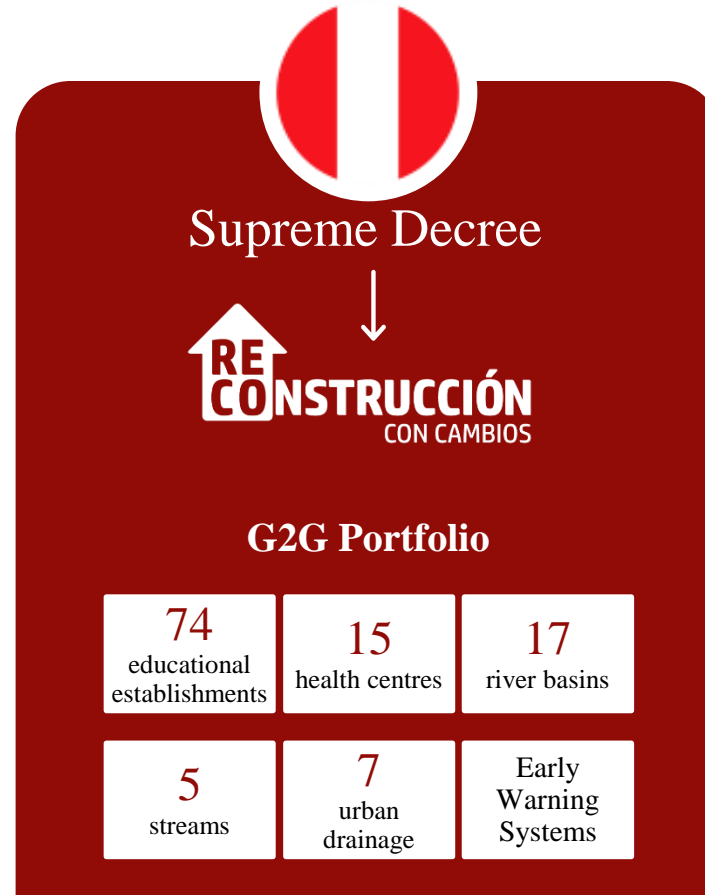 Supreme Decree
RE
CONSTRUCCIÓN
CON CAMBIOS
G2G Portfolio
74
educational
establishments
15
health centres
17
river basins
5
streams
7
urban
drainage
Early
Warning
Systems